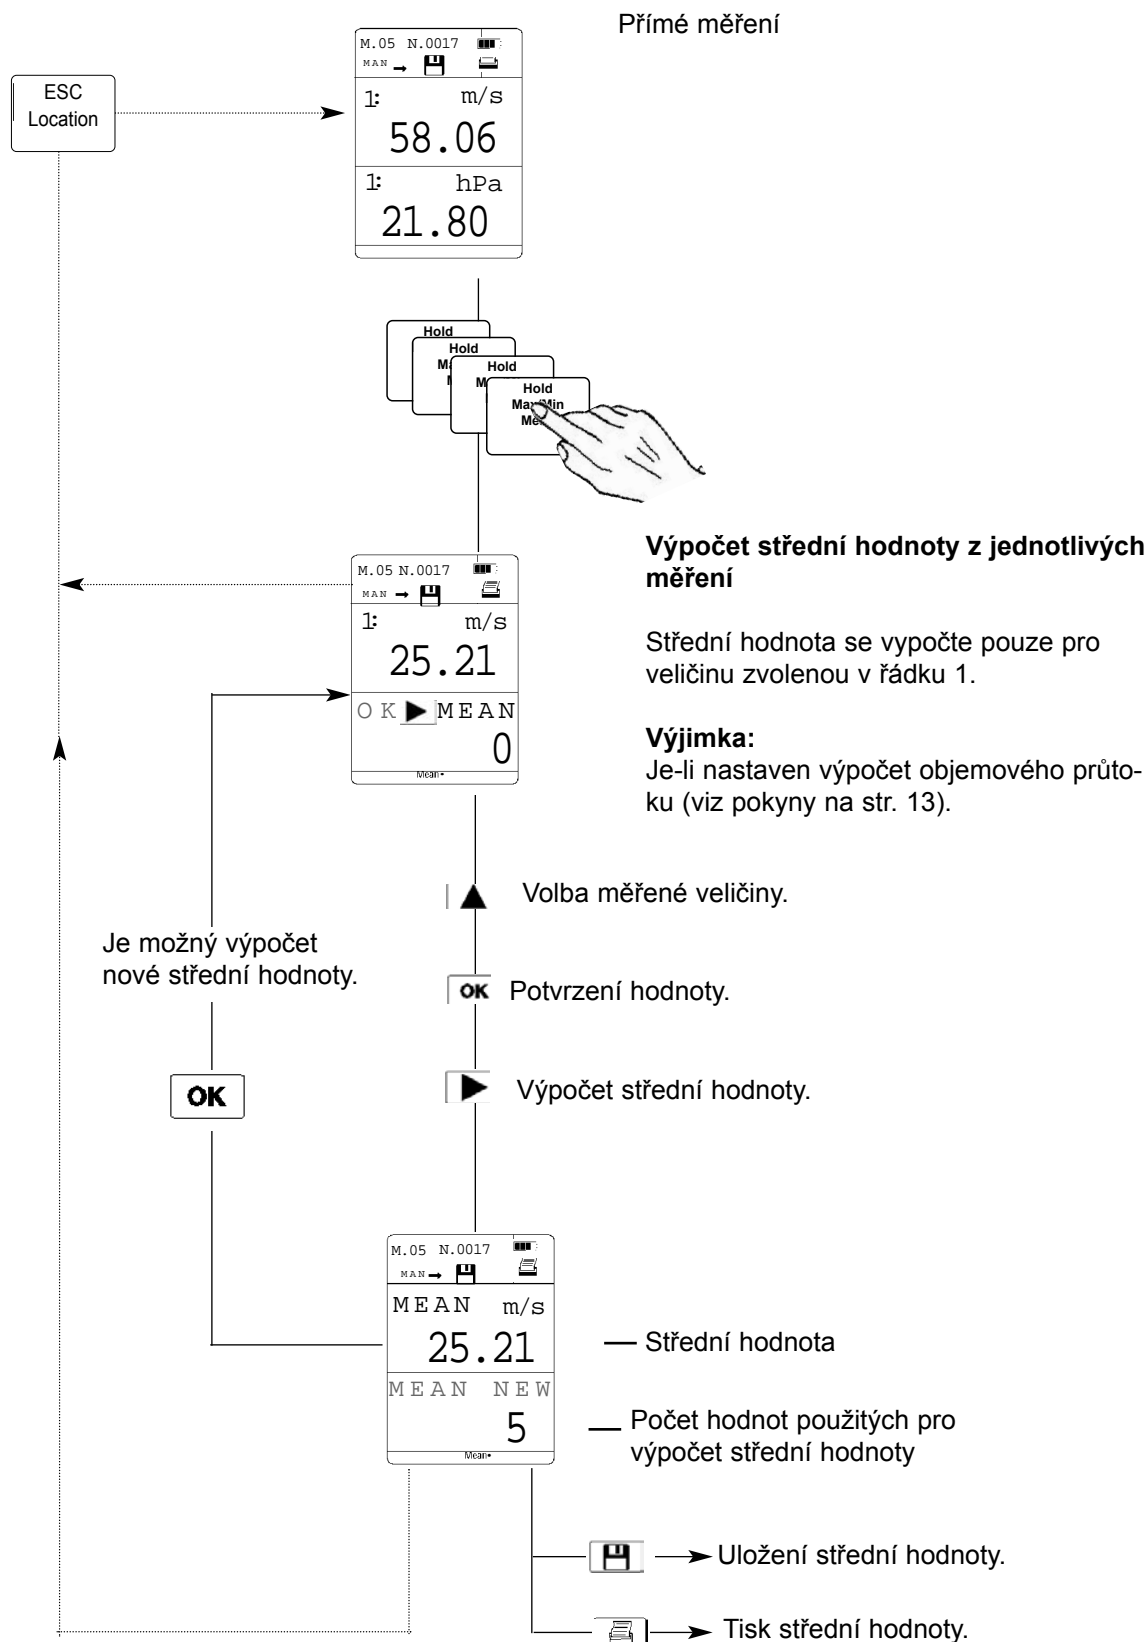 Přímé měření
M.05 N.0017
MAN
ESC
Location
1: m/s
58.06
1: hPa
21.80
Hold
Hold
Hold
Hold
Max/Min
Výpočet střední hodnoty z jednotlivých
měření
M.05 N.0017
MAN
1: m/s
25.21
OK MEAN
0
Mean
Střední hodnota se vypočte pouze pro
veličinu zvolenou v řádku 1.
Výjimka:
Je-li nastaven výpočet objemového průto-
ku (viz pokyny na str. 13).
Volba měřené veličiny.
Je možný výpočet
nové střední hodnoty.
OK Potvrzení hodnoty.
OK
Výpočet střední hodnoty.
M.05 N.0017
MAN
MEAN m/s
25.21
Střední hodnota
MEAN NEW
5
Mean
Počet hodnot použitých pro
výpočet střední hodnoty
Uložení střední hodnoty.
Tisk střední hodnoty.